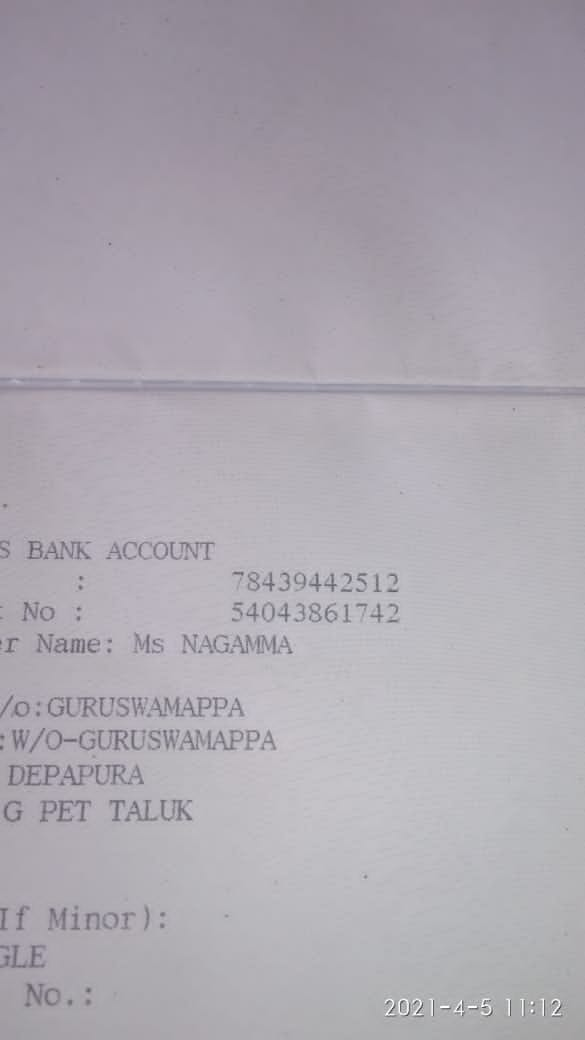 S BANK ACCOUNT
: 78439442512
t No : 54043861742
er Name: Ms NAGAMMA
/o:GURUSWAMAPPA
:W/O-GURUSWAMAPPA
DEPAPURA
G PET TALUK
If Minor):
GLE
No.:
2021-4-5 11:12